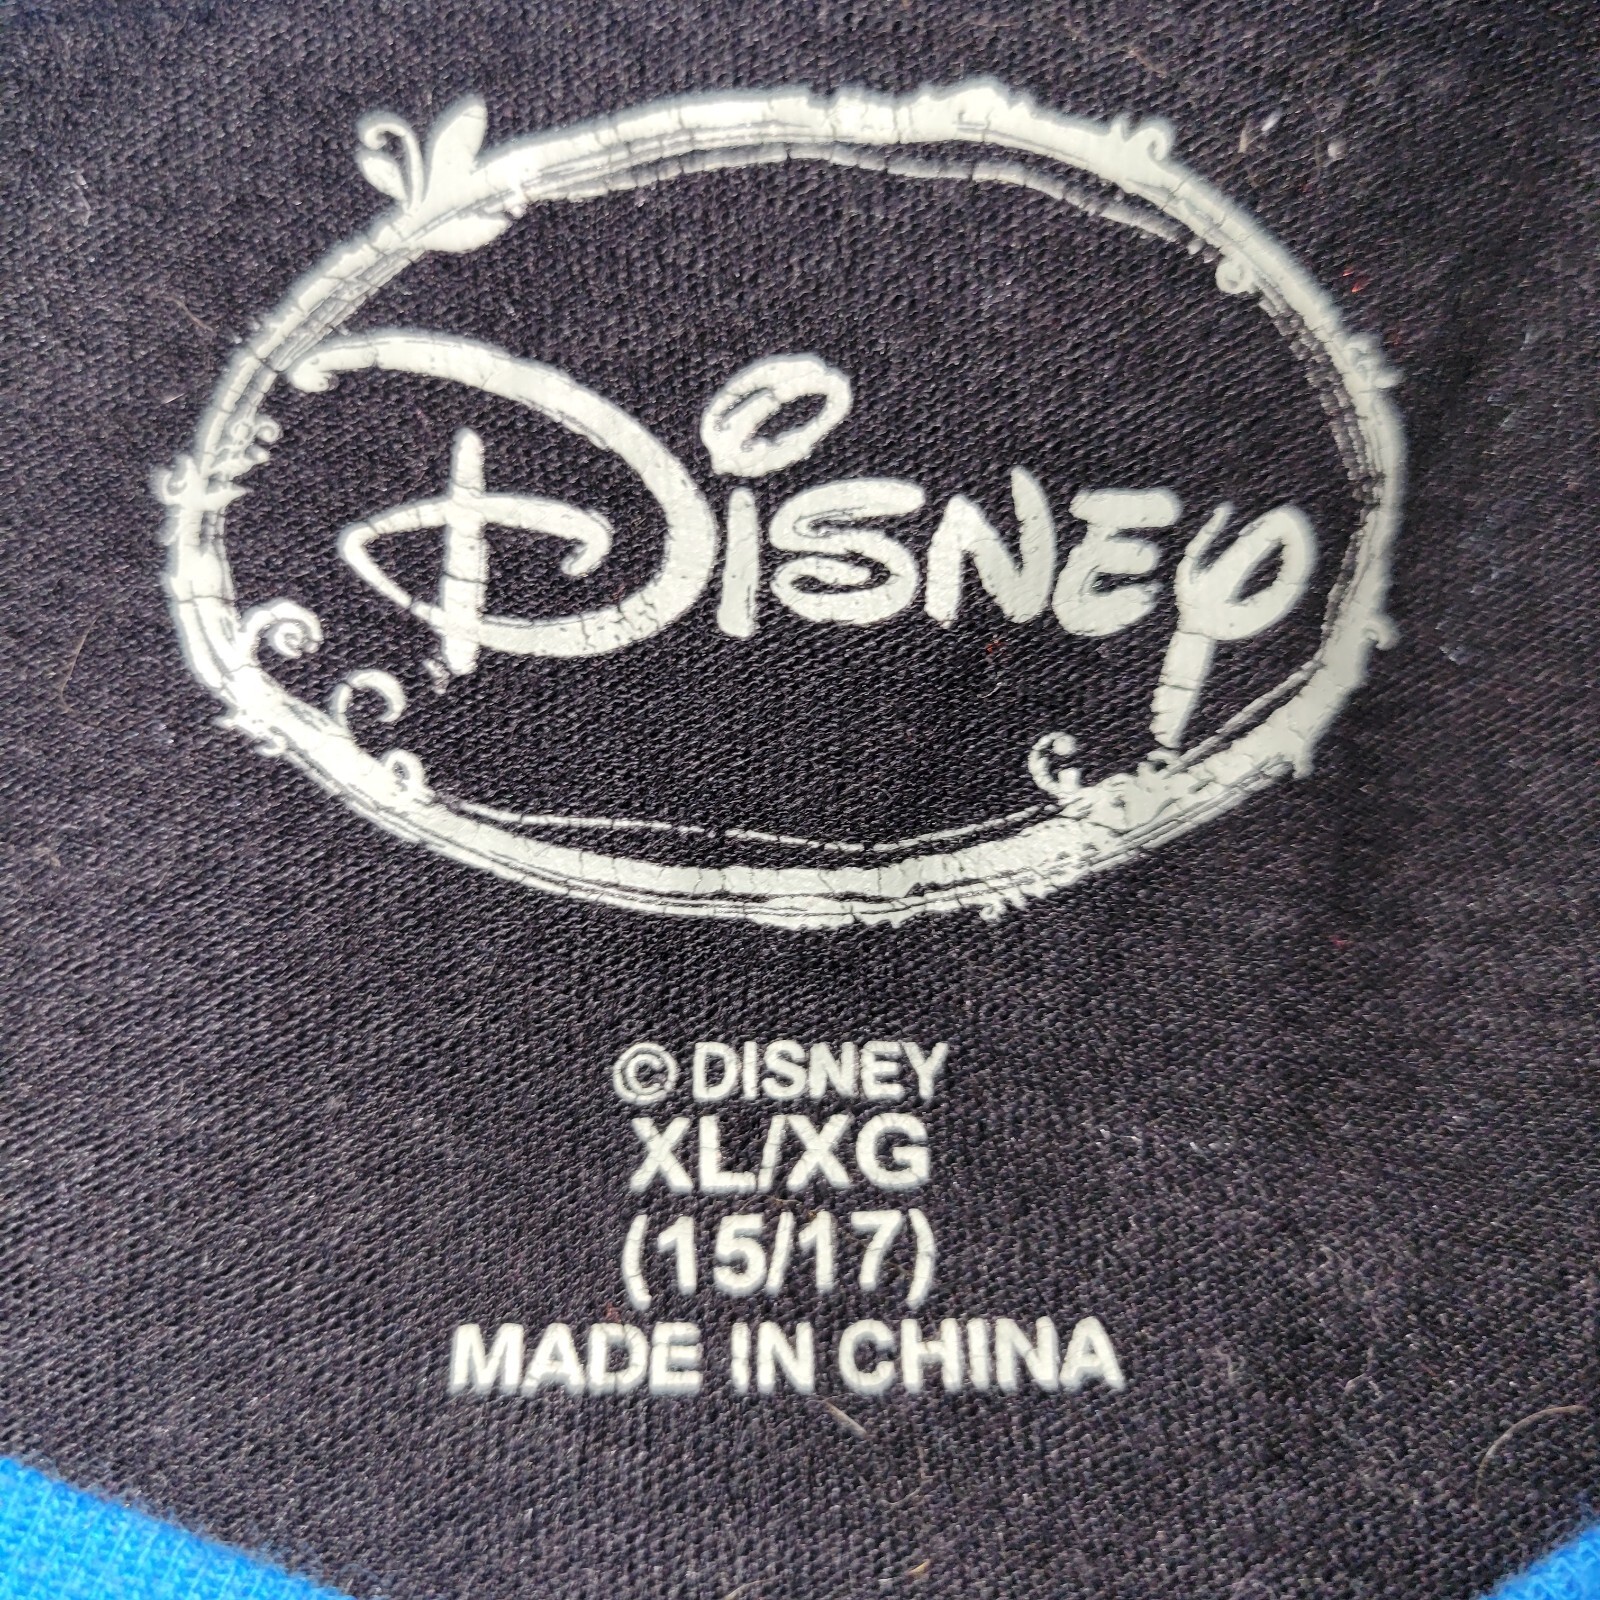 Disney
© DISNEY
XL/XG
(15/17)
MADE IN CHINA